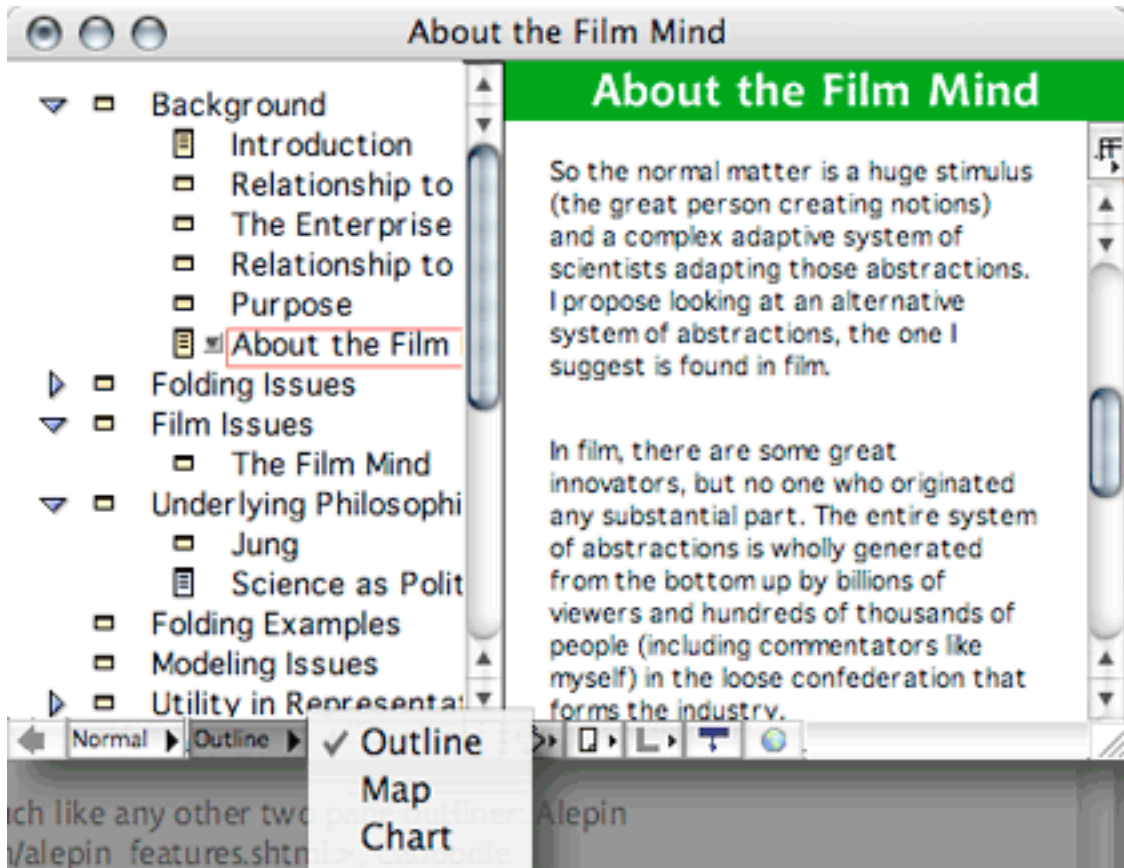 About the Film Mind
Background
Introduction
Relationship to
The Enterprise
Relationship to
Purpose
About the Film
Folding Issues
Film Issues
The Film Mind
Underlying Philosophi
Jung
Science as Polit
Folding Examples
Modeling Issues
Utility in Representat
About the Film Mind
So the normal matter is a huge stimulus
(the great person creating notions)
and a complex adaptive system of
scientists adapting those abstractions.
I propose looking at an alternative
system of abstractions, the one I
suggest is found in film.
In film, there are some great
innovators, but no one who originated
any substantial part. The entire system
of abstractions is wholly generated
from the bottom up by billions of
viewers and hundreds of thousands of
people (including commentators like
myself) in the loose confederation that
forms the industry.
Normal Outline
✓ Outline
Map
Chart
ich like any other two pane outliner: Alepin
/alepin_features.shtml>,